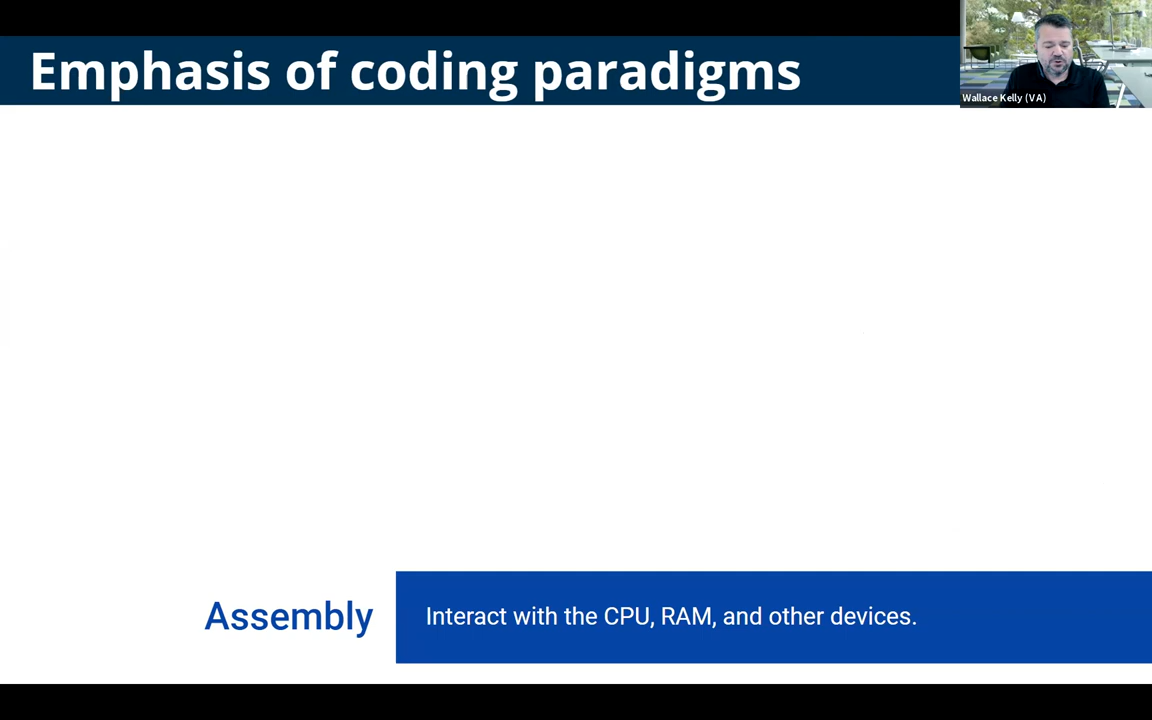 Emphasis of coding paradigms
Wallace Kelly (VA)
Assembly
Interact with the CPU, RAM, and other devices.